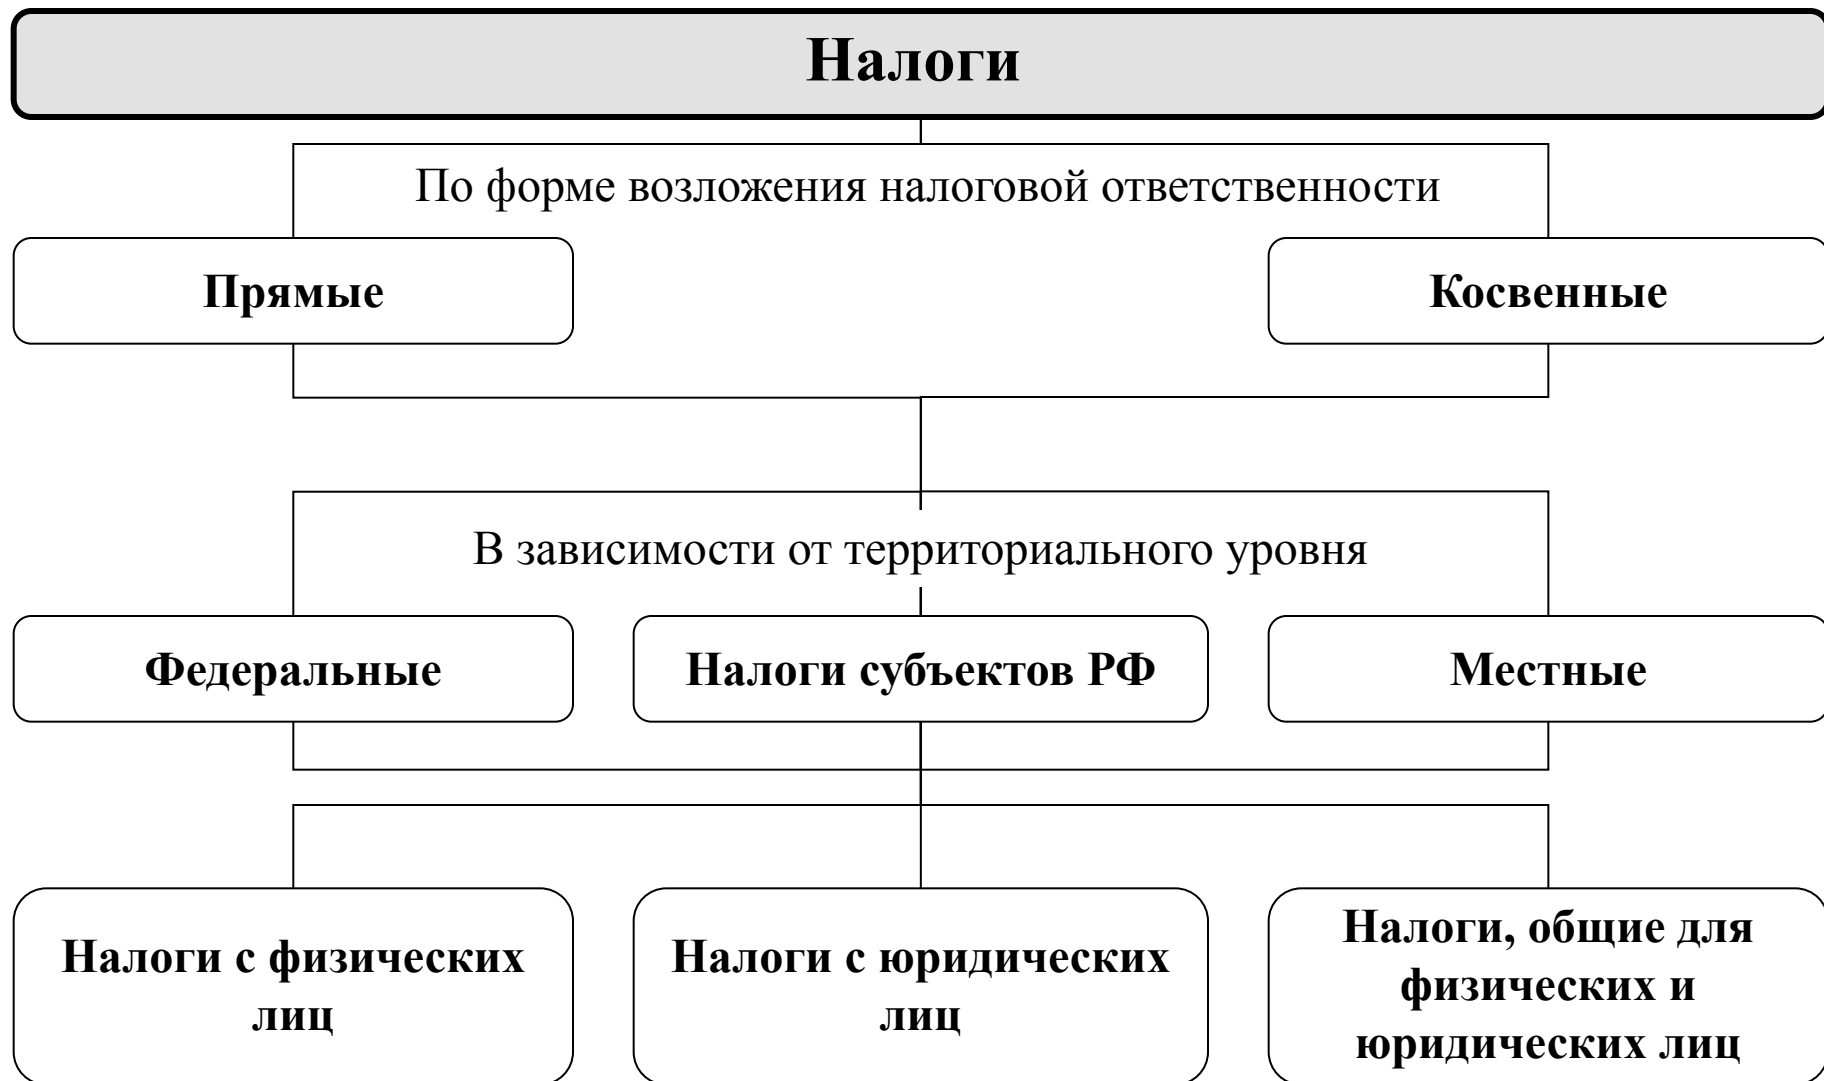 Налоги
По форме возложения налоговой ответственности
Прямые
Косвенные
В зависимости от территориального уровня
Федеральные
Налоги субъектов РФ
Местные
Налоги с физических
лиц
Налоги с юридических
лиц
Налоги, общие для
физических и
юридических лиц